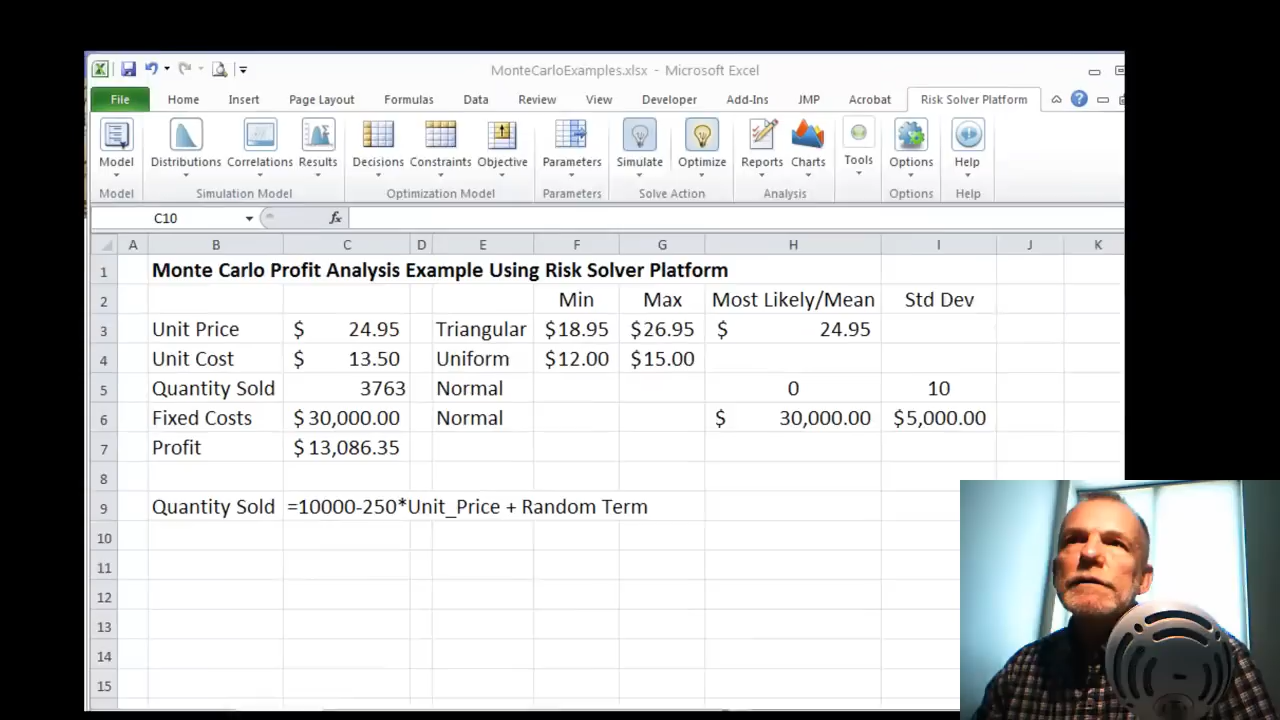 MonteCarloExamples.xlsx - Microsoft Excel
File Home Insert Page Layout Formulas Data Review View Developer Add-Ins JMP Acrobat Risk Solver Platform
Model Distributions Correlations Results Decisions Constraints Objective Parameters Simulate Optimize Reports Charts Tools Options Help
Model Simulation Model Optimization Model Parameters Solve Action Analysis Options Help
C10 fx
A B C D E F G H I J K
1 Monte Carlo Profit Analysis Example Using Risk Solver Platform
2 Min Max Most Likely/Mean Std Dev
3 Unit Price $ 24.95 Triangular $18.95 $26.95 $ 24.95
4 Unit Cost $ 13.50 Uniform $12.00 $15.00
5 Quantity Sold 3763 Normal 0 10
6 Fixed Costs $30,000.00 Normal $ 30,000.00 $5,000.00
7 Profit $13,086.35
8
9 Quantity Sold =10000-250*Unit_Price + Random Term
10
11
12
13
14
15